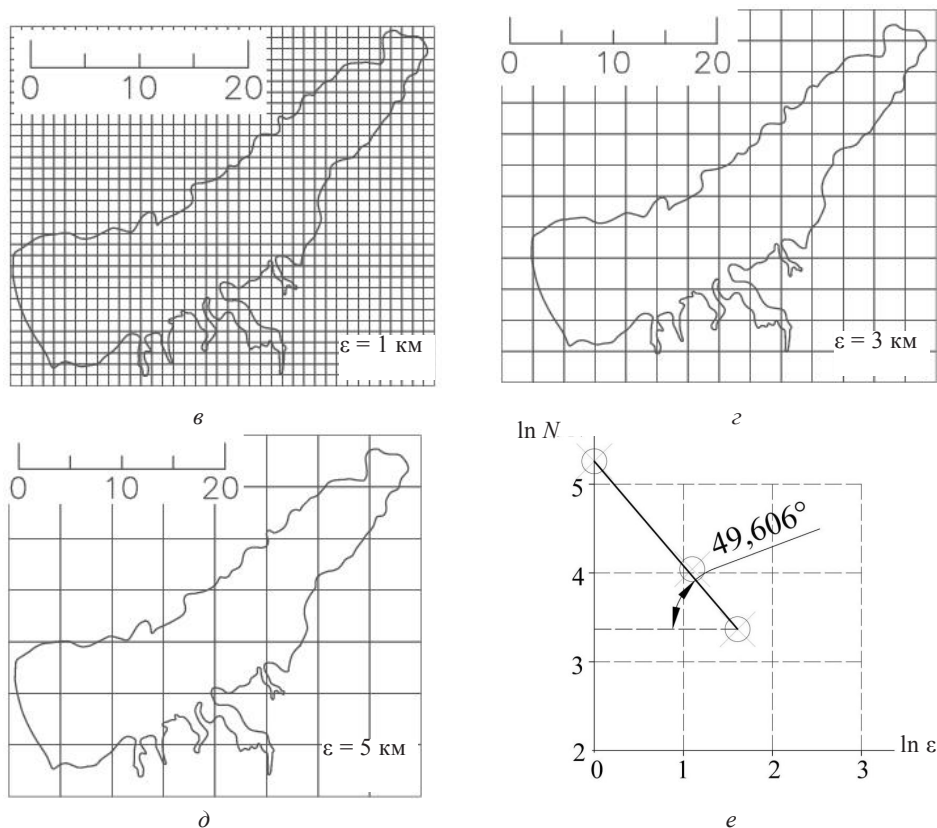 0 10 20
ε = 1 км
в
0 10 20
ε = 3 км
г
0 20
ε = 5 км
д
ln N
5
4
3
2
49,606°
0 1 2 3
ln ε
е